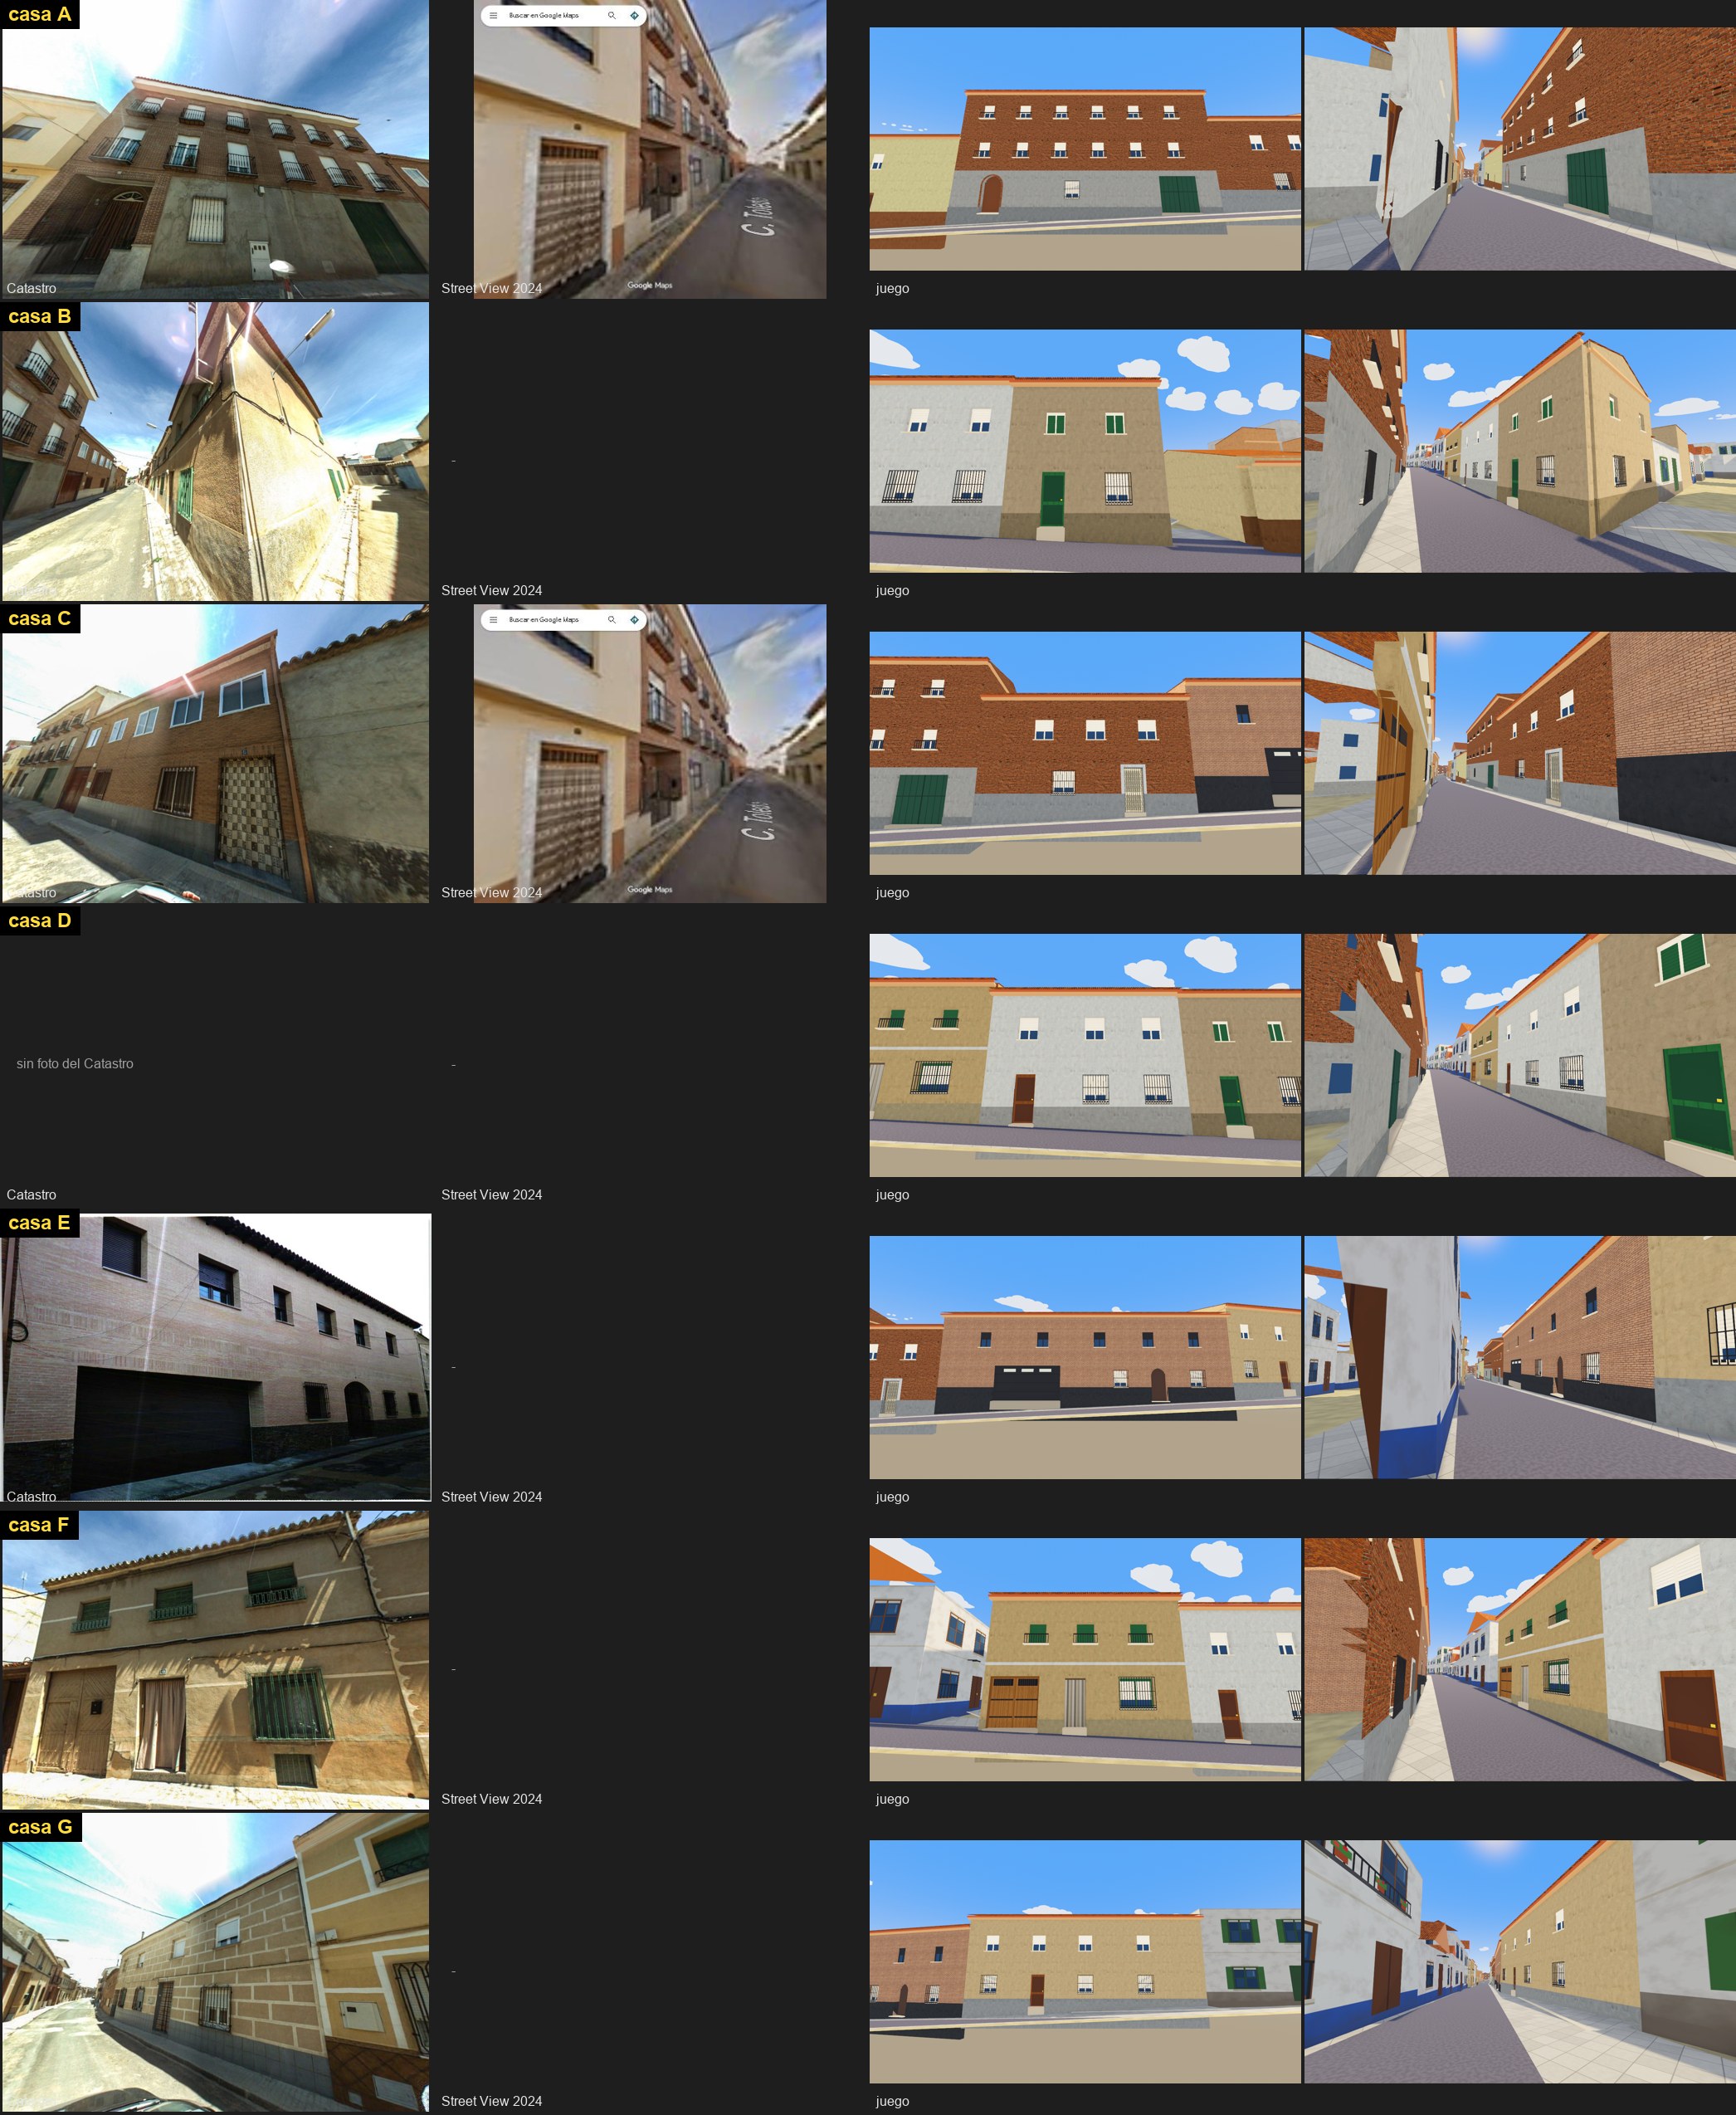 casa A
Buscar en Google Maps
C. Toledo
Google Maps
Catastro
Street View 2024
juego
casa B
-
Street View 2024
juego
casa C
Buscar en Google Maps
C. Toledo
Google Maps
Catastro
Street View 2024
juego
casa D
sin foto del Catastro
-
Catastro
Street View 2024
juego
casa E
-
Catastro
Street View 2024
juego
casa F
-
Street View 2024
juego
casa G
-
Street View 2024
juego